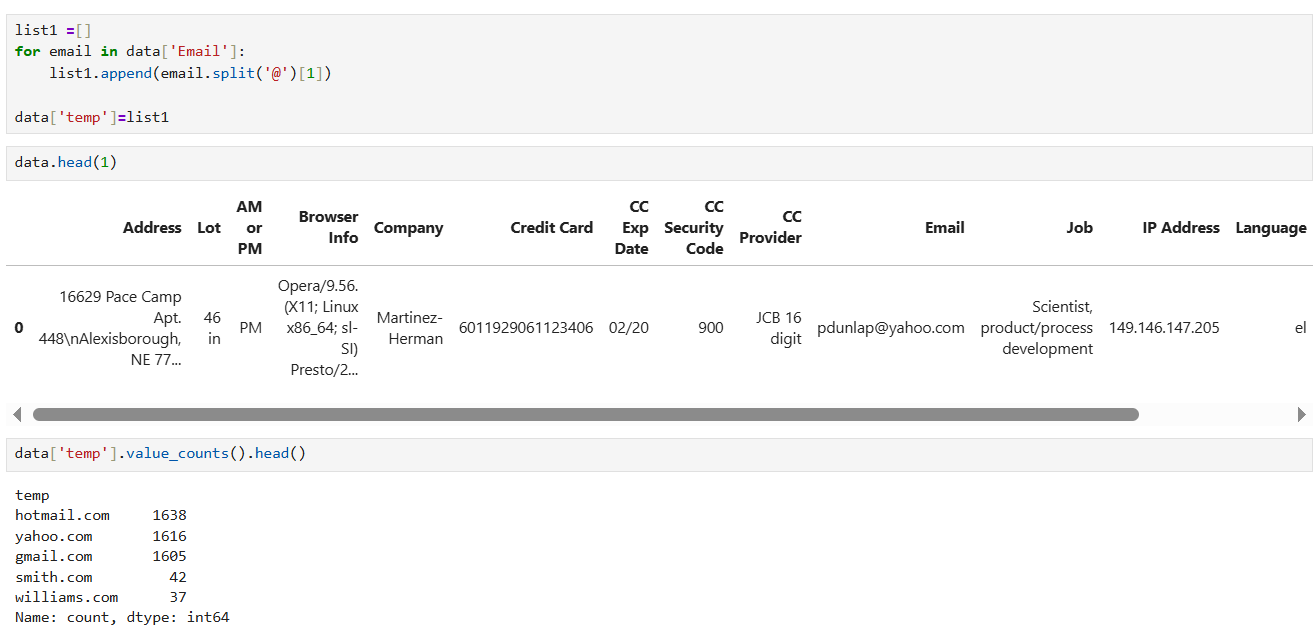 list1 =[]
for email in data['Email']:
    list1.append(email.split('@')[1])
data['temp']=list1
data.head(1)
Address Lot AM or PM Browser Info Company Credit Card CC Exp Date CC Security Code CC Provider Email Job IP Address Language
0 16629 Pace Camp Apt. 448\nAlexisborough, NE 77... 46 in PM Opera/9.56.(X11; Linux x86_64; sl-SI) Presto/2... Martinez-Herman 6011929061123406 02/20 900 JCB 16 digit pdunlap@yahoo.com Scientist, product/process development 149.146.147.205 el
data['temp'].value_counts().head()
temp
hotmail.com    1638
yahoo.com      1616
gmail.com      1605
smith.com        42
williams.com     37
Name: count, dtype: int64